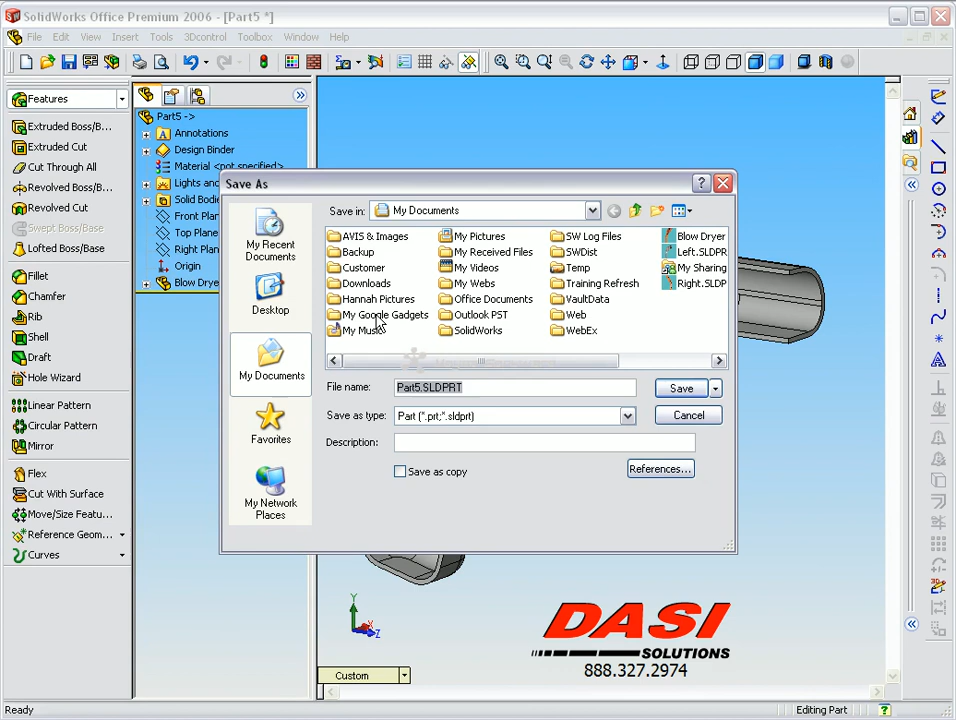 SolidWorks Office Premium 2006 - [Part5 *]
File Edit View Insert Tools 3Dcontrol Toolbox Window Help
Features
Extruded Boss/B...
Extruded Cut
Cut Through All
Revolved Boss/B...
Revolved Cut
Swept Boss/Base
Lofted Boss/Base
Fillet
Chamfer
Rib
Shell
Draft
Hole Wizard
Linear Pattern
Circular Pattern
Mirror
Flex
Cut With Surface
Move/Size Featu...
Reference Geom...
Curves
Part5 ->
Annotations
Design Binder
Material <not specified>
Lights and
Solid Bodie
Front Plan
Top Plane
Right Plan
Origin
Blow Drye
Save As
Save in: My Documents
My Recent
Documents
Desktop
My Documents
Favorites
My Network
Places
AVIS & Images
Backup
Customer
Downloads
Hannah Pictures
My Google Gadgets
My Music
My Pictures
My Received Files
My Videos
My Webs
Office Documents
Outlook PST
SolidWorks
SW Log Files
SWDist
Temp
Training Refresh
VaultData
Web
WebEx
Blow Dryer
Left.SLDPR
My Sharing
Right.SLDP
File name: Part5.SLDPRT Save
Save as type: Part (*.prt;*.sldprt) Cancel
Description:
Save as copy References...
Y
X
Z
DASI
SOLUTIONS
888.327.2974
Custom
Ready Editing Part